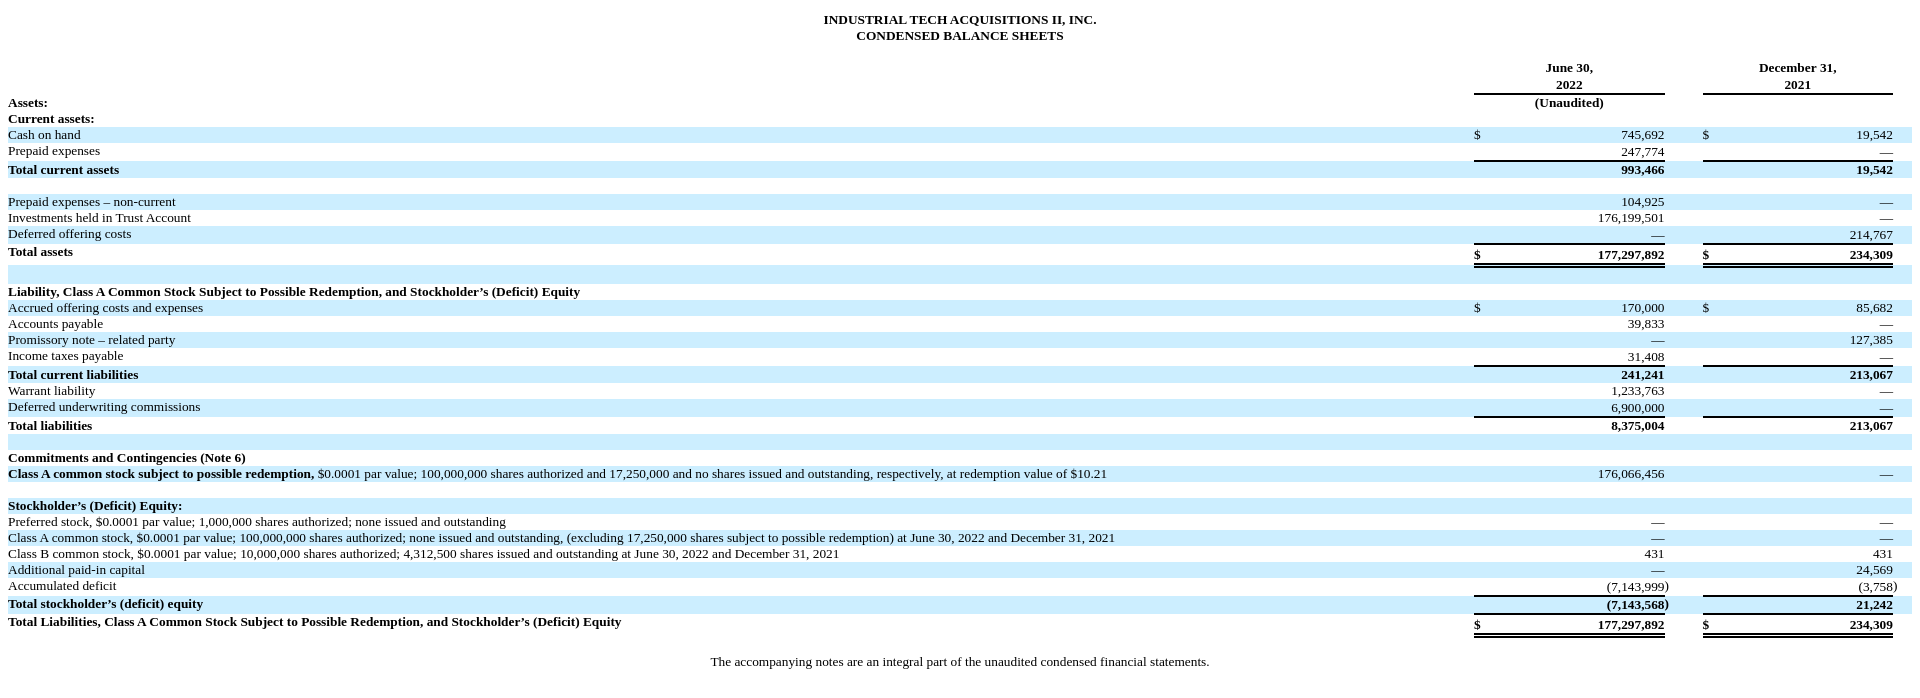 INDUSTRIAL TECH ACQUISITIONS II, INC.
CONDENSED BALANCE SHEETS
June 30, December 31,
2022 2021
Assets: (Unaudited)
Current assets:
Cash on hand $ 745,692 $ 19,542
Prepaid expenses 247,774 —
Total current assets 993,466 19,542
Prepaid expenses – non-current 104,925 —
Investments held in Trust Account 176,199,501 —
Deferred offering costs — 214,767
Total assets $ 177,297,892 $ 234,309
Liability, Class A Common Stock Subject to Possible Redemption, and Stockholder’s (Deficit) Equity
Accrued offering costs and expenses $ 170,000 $ 85,682
Accounts payable 39,833 —
Promissory note – related party — 127,385
Income taxes payable 31,408 —
Total current liabilities 241,241 213,067
Warrant liability 1,233,763 —
Deferred underwriting commissions 6,900,000 —
Total liabilities 8,375,004 213,067
Commitments and Contingencies (Note 6)
Class A common stock subject to possible redemption, $0.0001 par value; 100,000,000 shares authorized and 17,250,000 and no shares issued and outstanding, respectively, at redemption value of $10.21 176,066,456 —
Stockholder’s (Deficit) Equity:
Preferred stock, $0.0001 par value; 1,000,000 shares authorized; none issued and outstanding — —
Class A common stock, $0.0001 par value; 100,000,000 shares authorized; none issued and outstanding, (excluding 17,250,000 shares subject to possible redemption) at June 30, 2022 and December 31, 2021 — —
Class B common stock, $0.0001 par value; 10,000,000 shares authorized; 4,312,500 shares issued and outstanding at June 30, 2022 and December 31, 2021 431 431
Additional paid-in capital — 24,569
Accumulated deficit (7,143,999) (3,758)
Total stockholder’s (deficit) equity (7,143,568) 21,242
Total Liabilities, Class A Common Stock Subject to Possible Redemption, and Stockholder’s (Deficit) Equity $ 177,297,892 $ 234,309
The accompanying notes are an integral part of the unaudited condensed financial statements.